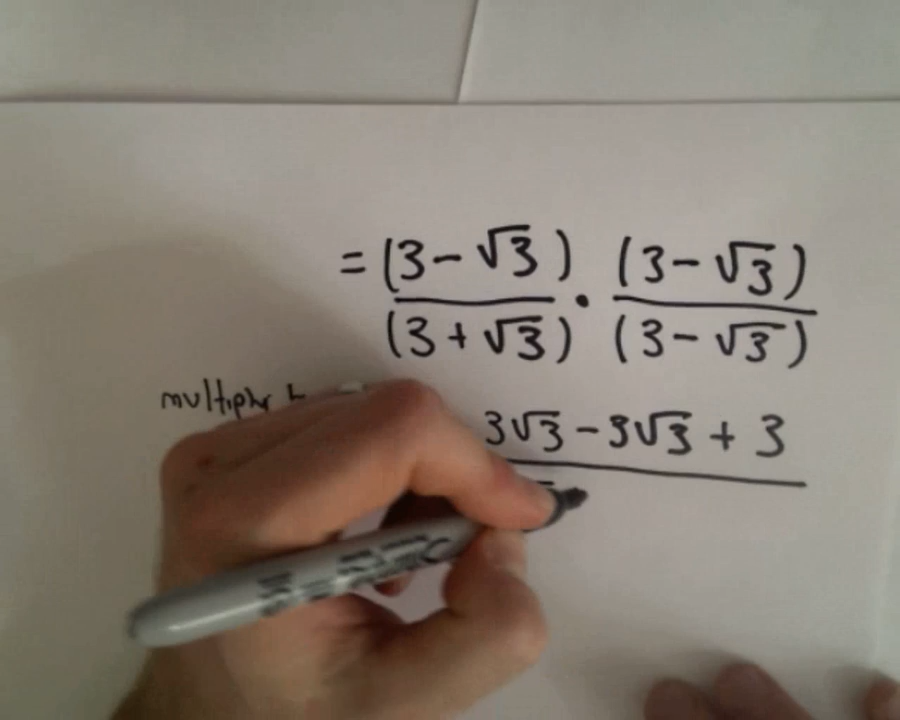 = (3 - √3) · (3 - √3)
(3 + √3) (3 - √3)
multiply
3√3 - 3√3 + 3